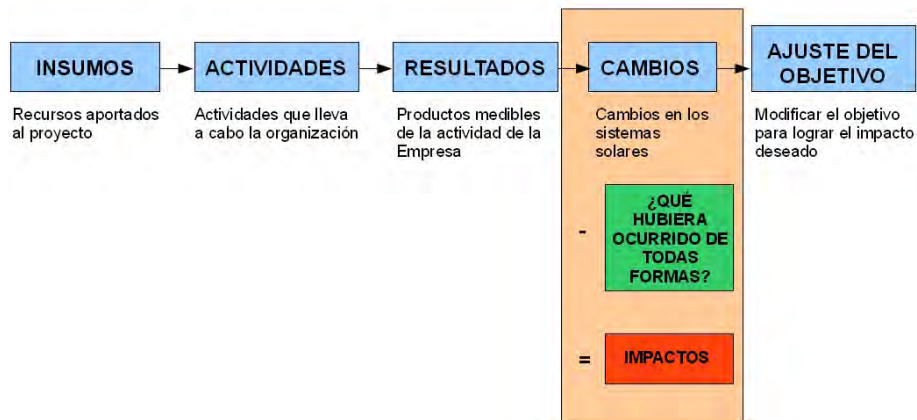 INSUMOS
Recursos aportados
al proyecto
ACTIVIDADES
Actividades que lleva
a cabo la organización
RESULTADOS
Productos medibles
de la actividad de la
Empresa
CAMBIOS
Cambios en los
sistemas
solares
AJUSTE DEL
OBJETIVO
Modificar el objetivo
para lograr el impacto
deseado
-
¿QUÉ
HUBIERA
OCURRIDO DE
TODAS
FORMAS?
=
IMPACTOS